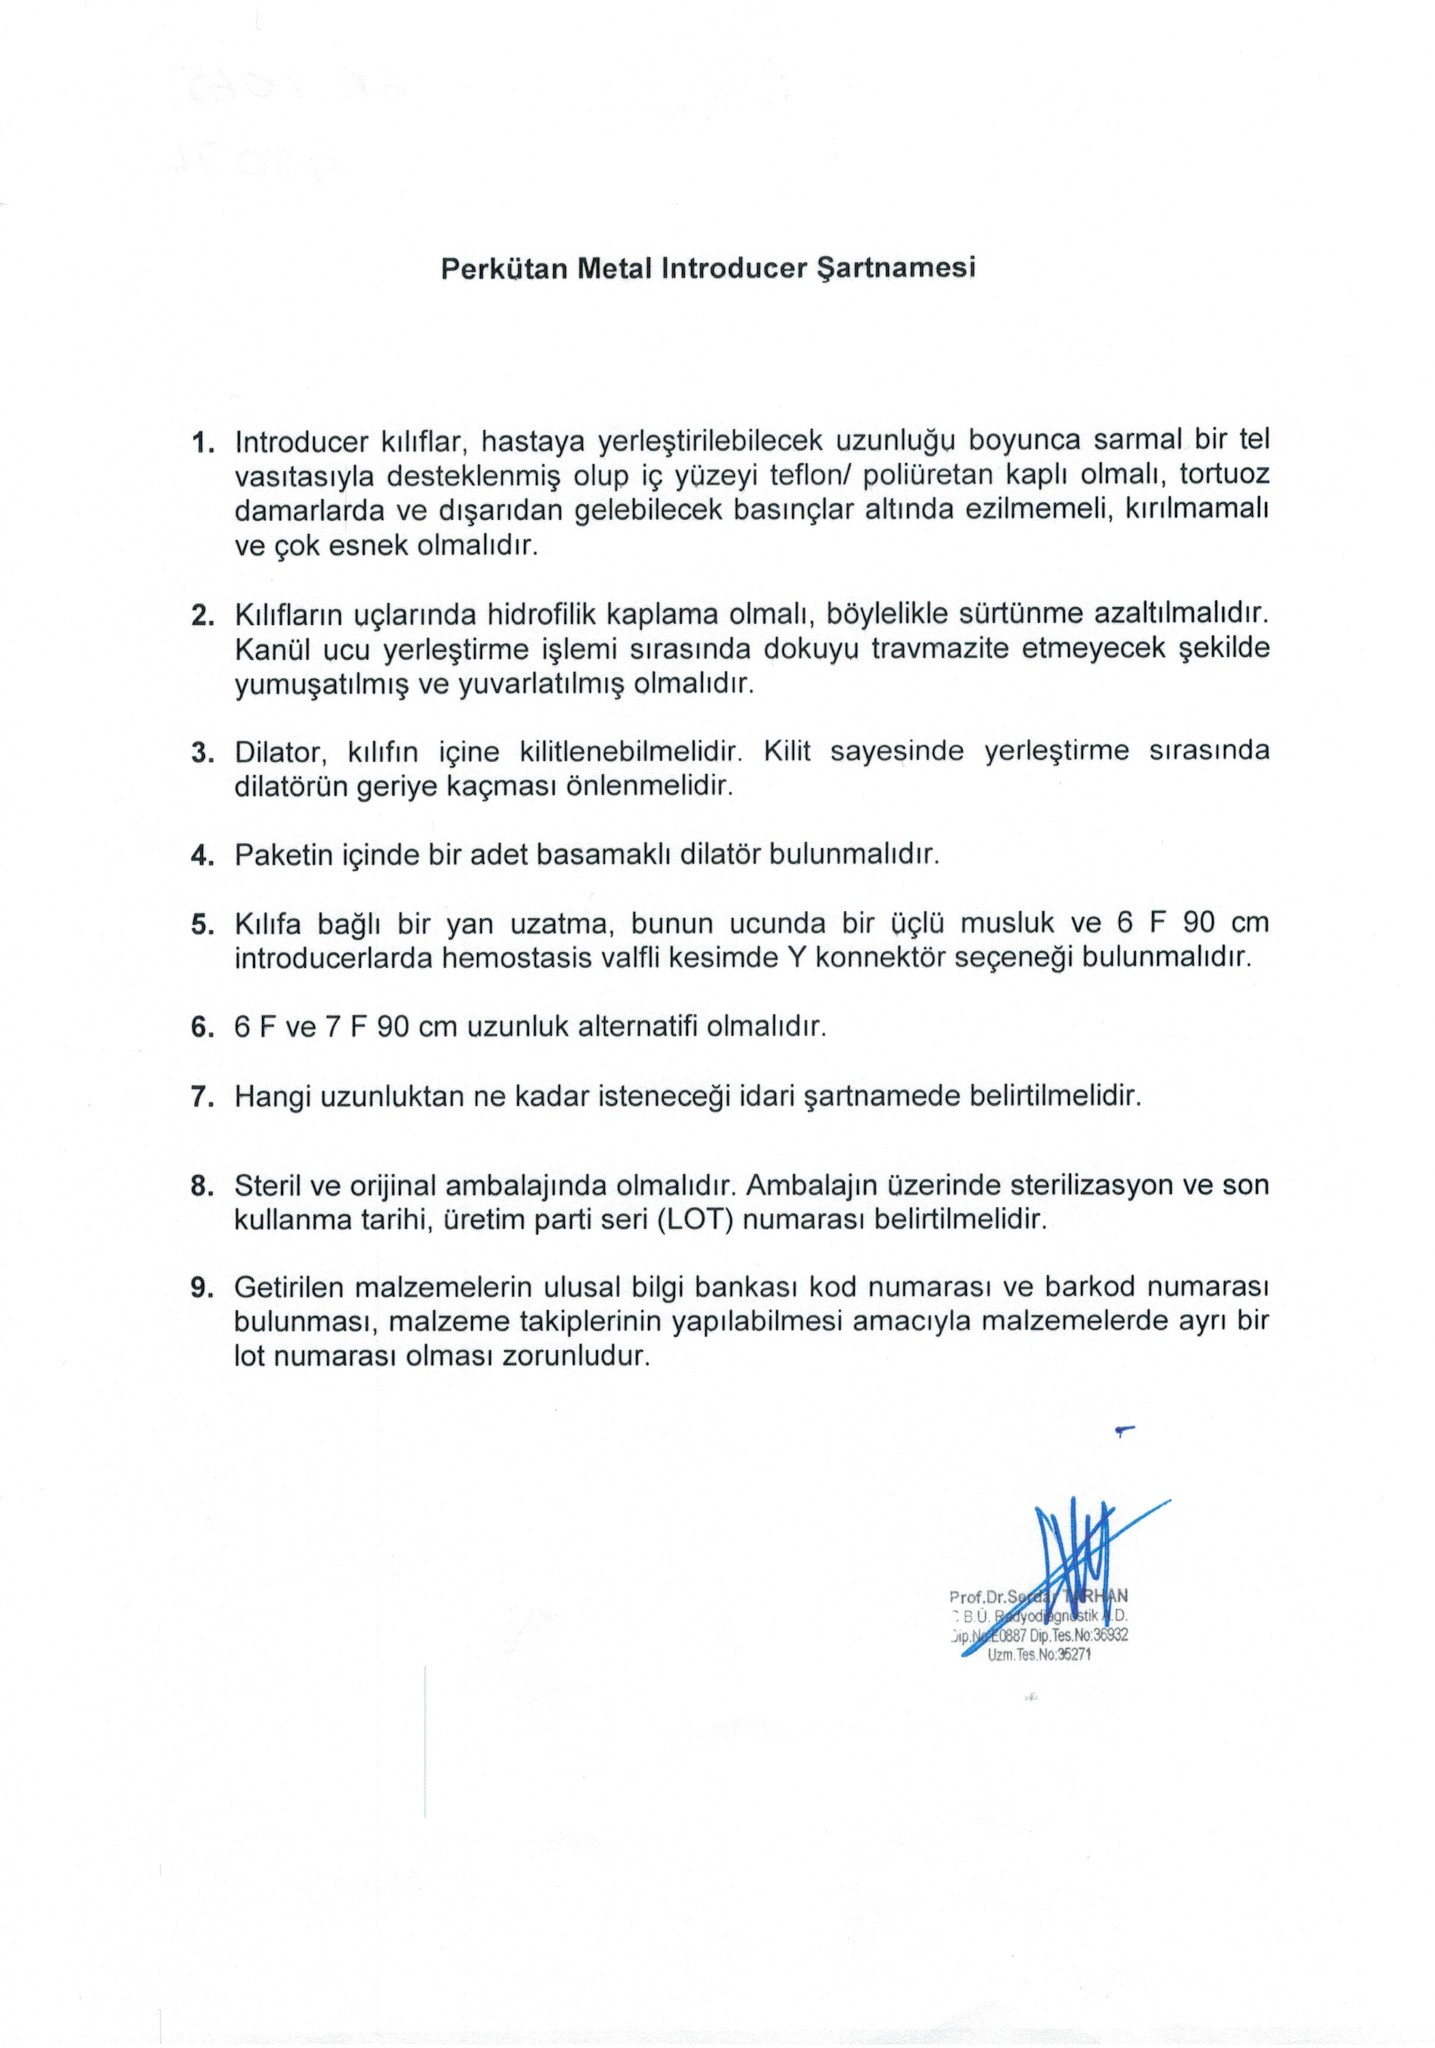 Perkütan Metal Introducer Şartnamesi
1. Introducer kılıflar, hastaya yerleştirilebilecek uzunluğu boyunca sarmal bir tel
vasıtasıyla desteklenmiş olup iç yüzeyi teflon/ poliüretan kaplı olmalı, tortuoz
damarlarda ve dışarıdan gelebilecek basınçlar altında ezilmemeli, kırılmamalı
ve çok esnek olmalıdır.
2. Kılıfların uçlarında hidrofilik kaplama olmalı, böylelikle sürtünme azaltılmalıdır.
Kanül ucu yerleştirme işlemi sırasında dokuyu travmazite etmeyecek şekilde
yumuşatılmış ve yuvarlatılmış olmalıdır.
3. Dilator, kılıfın içine kilitlenebilmelidir. Kilit sayesinde yerleştirme sırasında
dilatörün geriye kaçması önlenmelidir.
4. Paketin içinde bir adet basamaklı dilatör bulunmalıdır.
5. Kılıfa bağlı bir yan uzatma, bunun ucunda bir üçlü musluk ve 6 F 90 cm
introducerlarda hemostasis valfli kesimde Y konnektör seçeneği bulunmalıdır.
6. 6 F ve 7 F 90 cm uzunluk alternatifi olmalıdır.
7. Hangi uzunluktan ne kadar isteneceği idari şartnamede belirtilmelidir.
8. Steril ve orijinal ambalajında olmalıdır. Ambalajın üzerinde sterilizasyon ve son
kullanma tarihi, üretim parti seri (LOT) numarası belirtilmelidir.
9. Getirilen malzemelerin ulusal bilgi bankası kod numarası ve barkod numarası
bulunması, malzeme takiplerinin yapılabilmesi amacıyla malzemelerde ayrı bir
lot numarası olması zorunludur.
Prof.Dr.Serdar TARHAN
B.Ü. Radyodiagnostik A.D.
Dip.Tes.No:36932
Uzm.Tes.No:35271